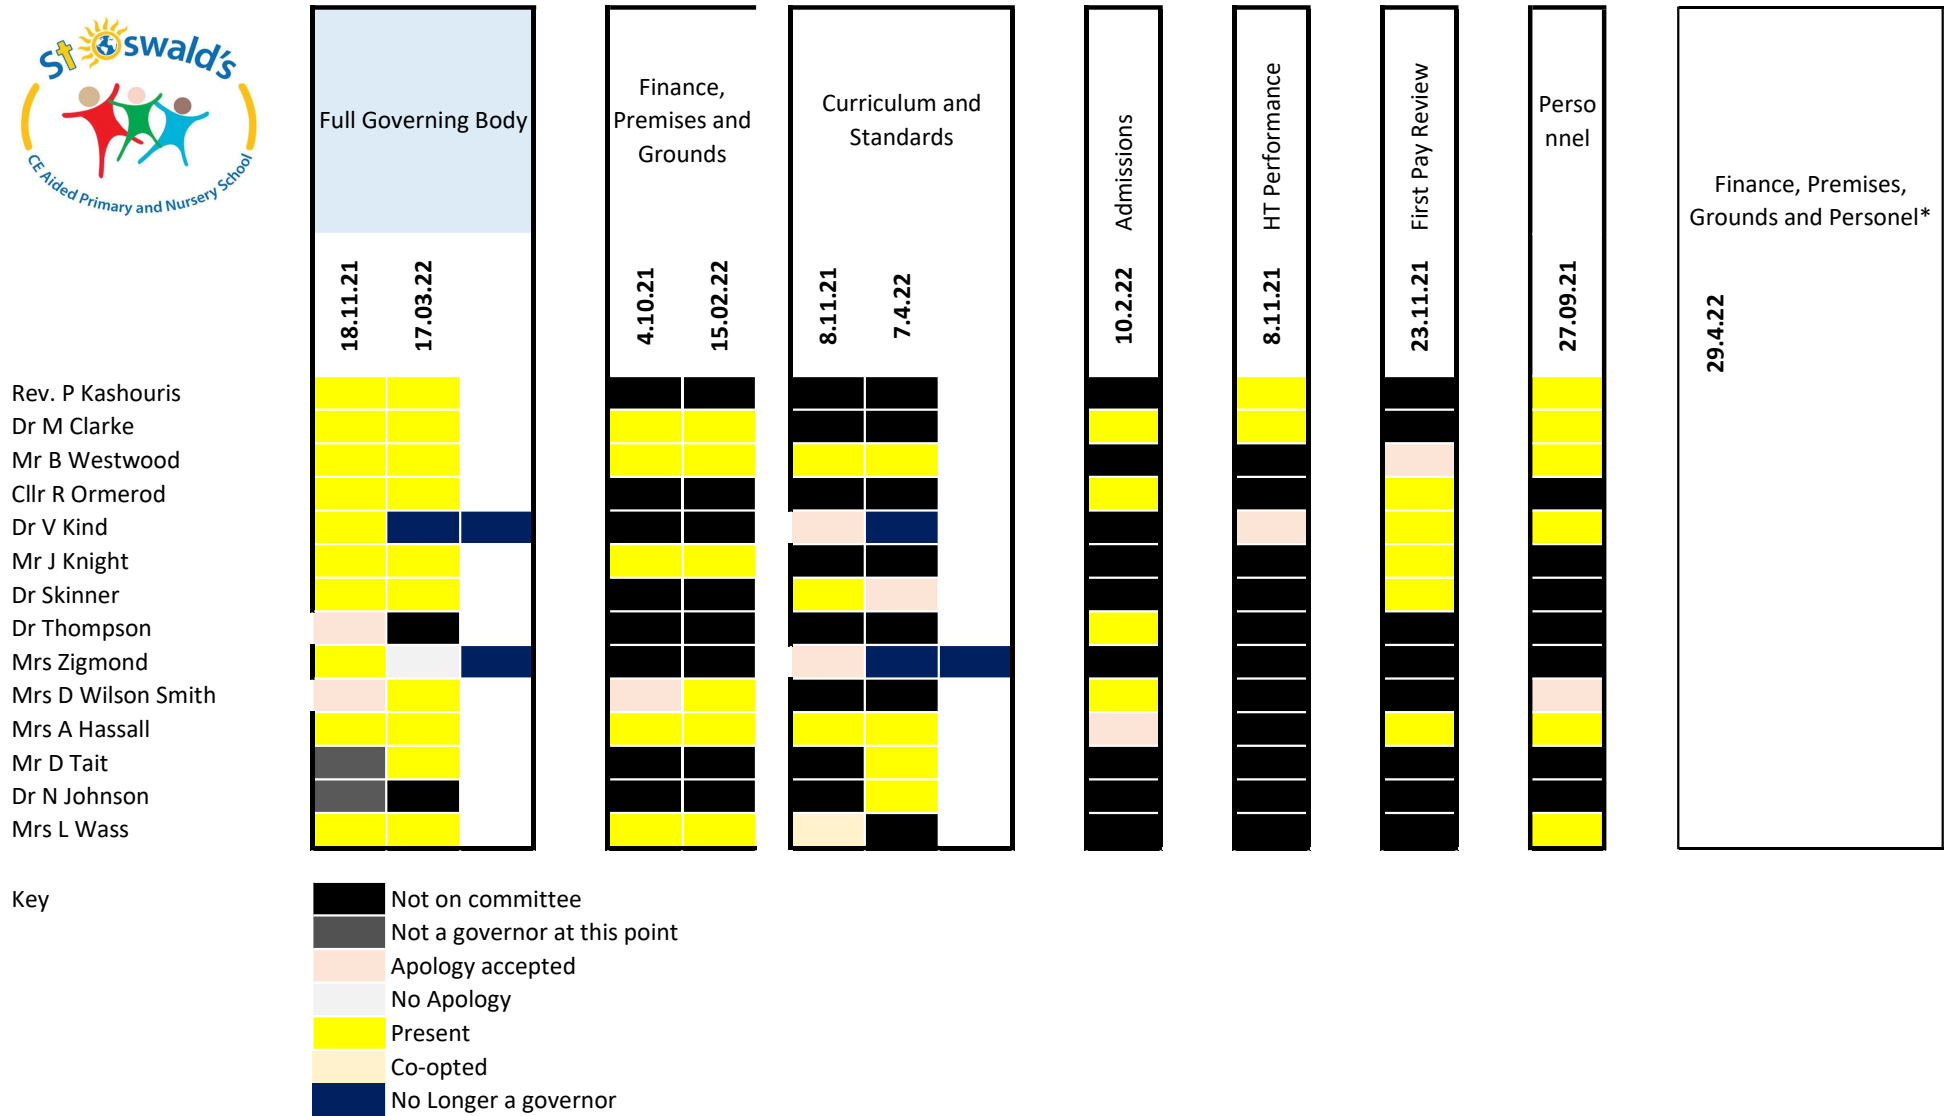 St Oswald's
CE Aided Primary and Nursery School
Full Governing Body
Finance,
Premises and
Grounds
Curriculum and
Standards
Admissions
HT Performance
First Pay Review
Perso
nnel
Finance, Premises,
Grounds and Personel*
18.11.21
17.03.22
4.10.21
15.02.22
8.11.21
7.4.22
10.2.22
8.11.21
23.11.21
27.09.21
29.4.22
Rev. P Kashouris
Dr M Clarke
Mr B Westwood
Cllr R Ormerod
Dr V Kind
Mr J Knight
Dr Skinner
Dr Thompson
Mrs Zigmond
Mrs D Wilson Smith
Mrs A Hassall
Mr D Tait
Dr N Johnson
Mrs L Wass
Key
Not on committee
Not a governor at this point
Apology accepted
No Apology
Present
Co-opted
No Longer a governor